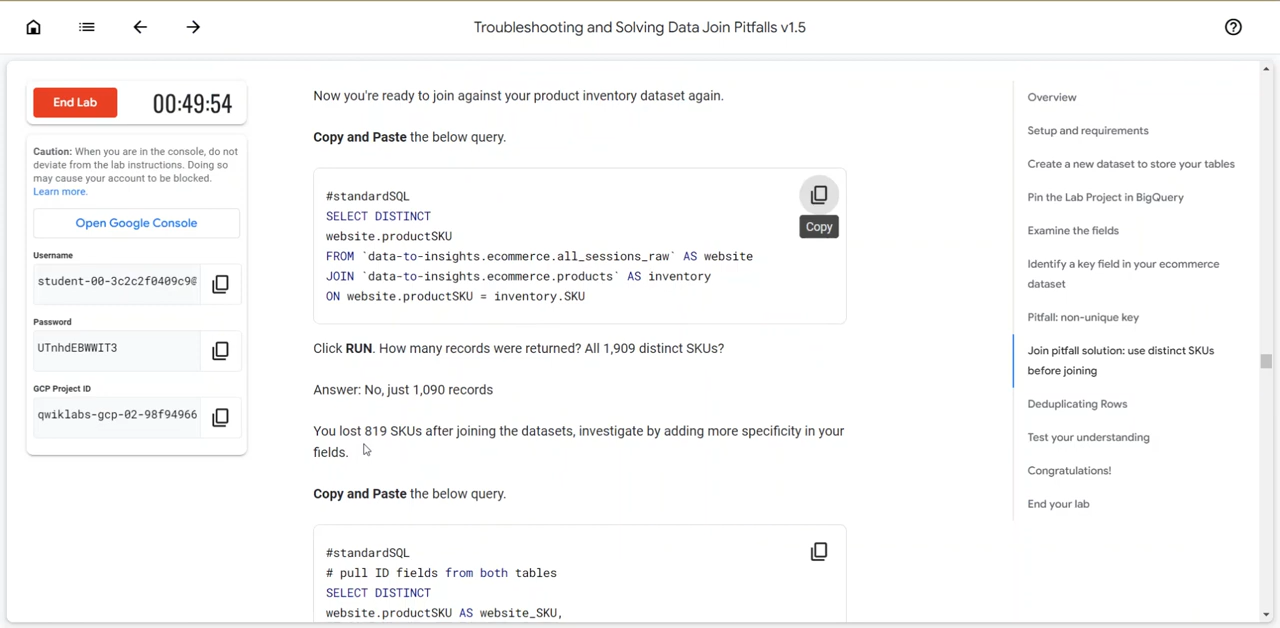 Troubleshooting and Solving Data Join Pitfalls v1.5
End Lab
00:49:54
Caution: When you are in the console, do not
deviate from the lab instructions. Doing so
may cause your account to be blocked.
Learn more.
Open Google Console
Username
student-00-3c2c2f0409c9@
Password
UTnhdEBWWIT3
GCP Project ID
qwiklabs-gcp-02-98f94966
Now you're ready to join against your product inventory dataset again.
Copy and Paste the below query.
#standardSQL
SELECT DISTINCT
website.productSKU
FROM `data-to-insights.ecommerce.all_sessions_raw` AS website
JOIN `data-to-insights.ecommerce.products` AS inventory
ON website.productSKU = inventory.SKU
Copy
Click RUN. How many records were returned? All 1,909 distinct SKUs?
Answer: No, just 1,090 records
You lost 819 SKUs after joining the datasets, investigate by adding more specificity in your
fields.
Copy and Paste the below query.
#standardSQL
# pull ID fields from both tables
SELECT DISTINCT
website.productSKU AS website_SKU,
Overview
Setup and requirements
Create a new dataset to store your tables
Pin the Lab Project in BigQuery
Examine the fields
Identify a key field in your ecommerce
dataset
Pitfall: non-unique key
Join pitfall solution: use distinct SKUs
before joining
Deduplicating Rows
Test your understanding
Congratulations!
End your lab